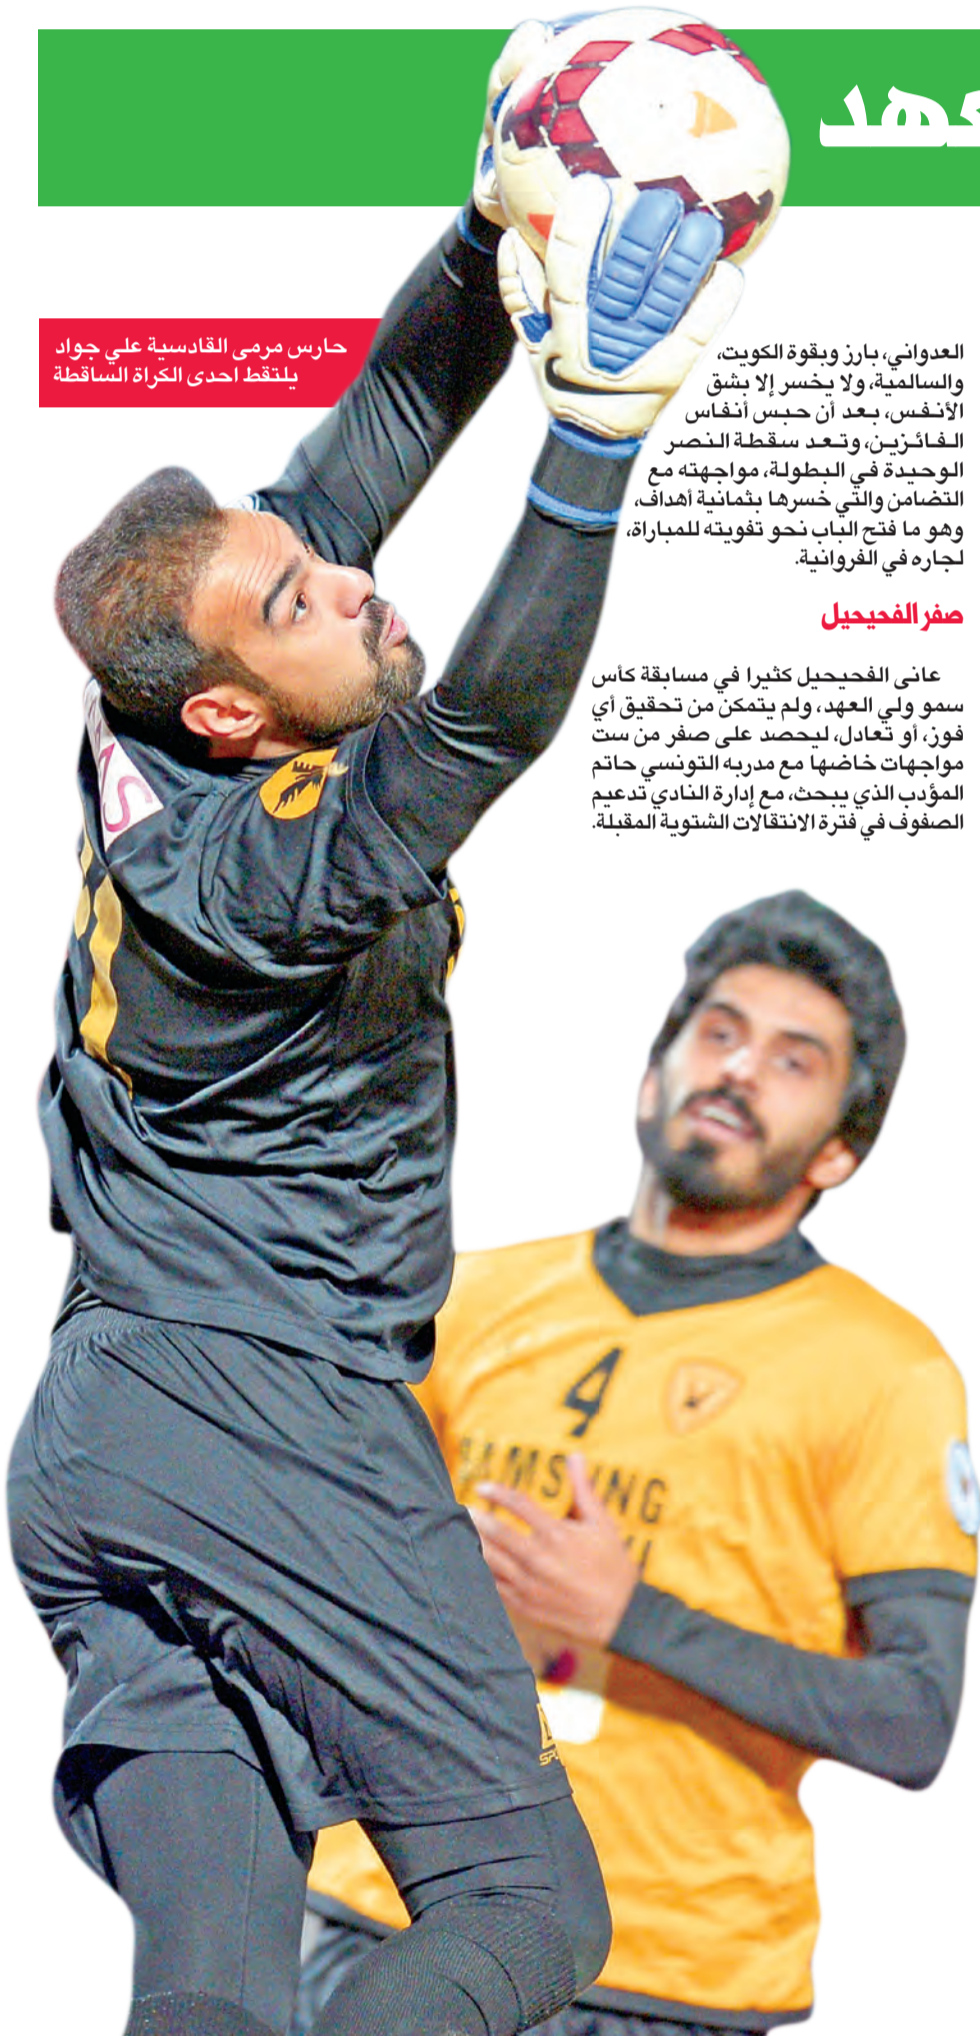 حارس مرمى القادسية علي جواد
يلتقط احدى الكراة الساقطة
العدواني، بارز وبقوة الكويت،
والسالمية، ولا يخسر إلا بشق
الأنفس، بعد أن حبس أنفاس
الفائزين، وتعد سقطة النصر
الوحيدة في البطولة، مواجهته مع
التضامن والتي خسرها بثمانية أهداف،
وهو ما فتح الباب نحو تفويته للمباراة،
لجاره في الفروانية.
صفر الفحيحيل
عانى الفحيحيل كثيرا في مسابقة كأس
سمو ولي العهد، ولم يتمكن من تحقيق أي
فوز، أو تعادل، ليحصد على صفر من ست
مواجهات خاضها مع مدربه التونسي حاتم
المؤدب الذي يبحث، مع إدارة النادي تدعيم
الصفوف في فترة الانتقالات الشتوية المقبلة.
4